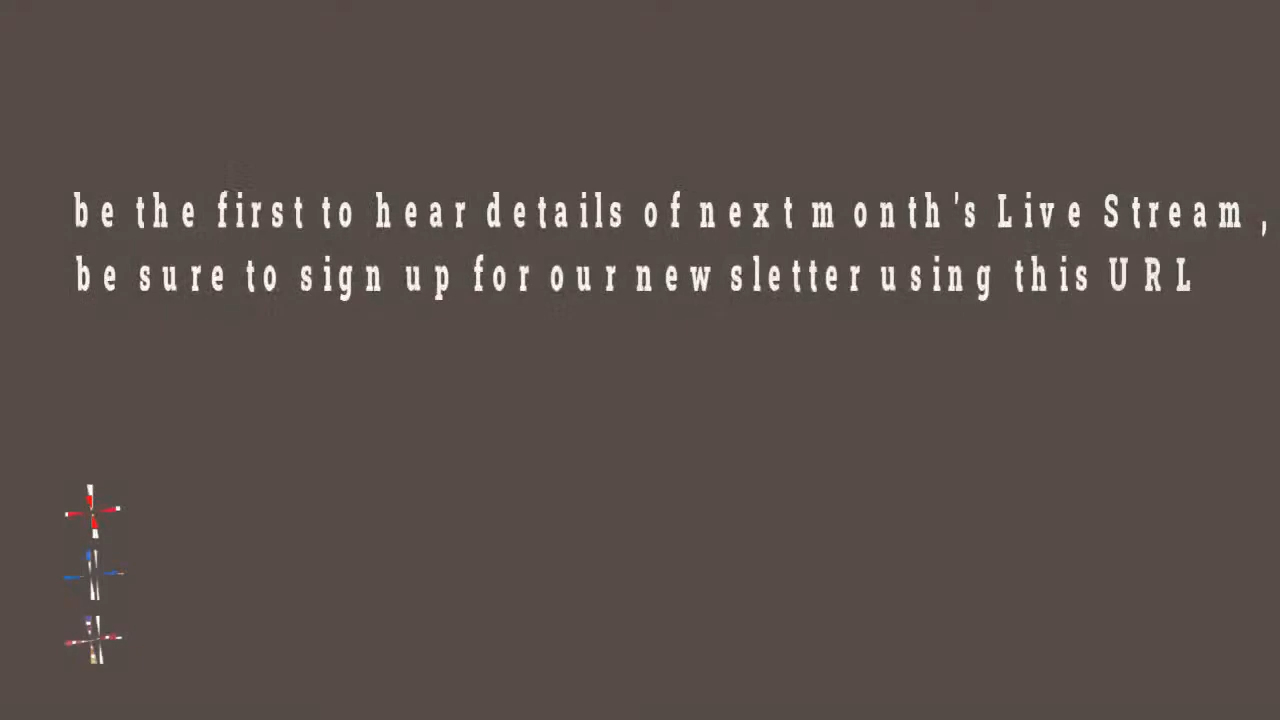 be the first to hear details of next month's Live Stream,
be sure to sign up for our newsletter using this URL